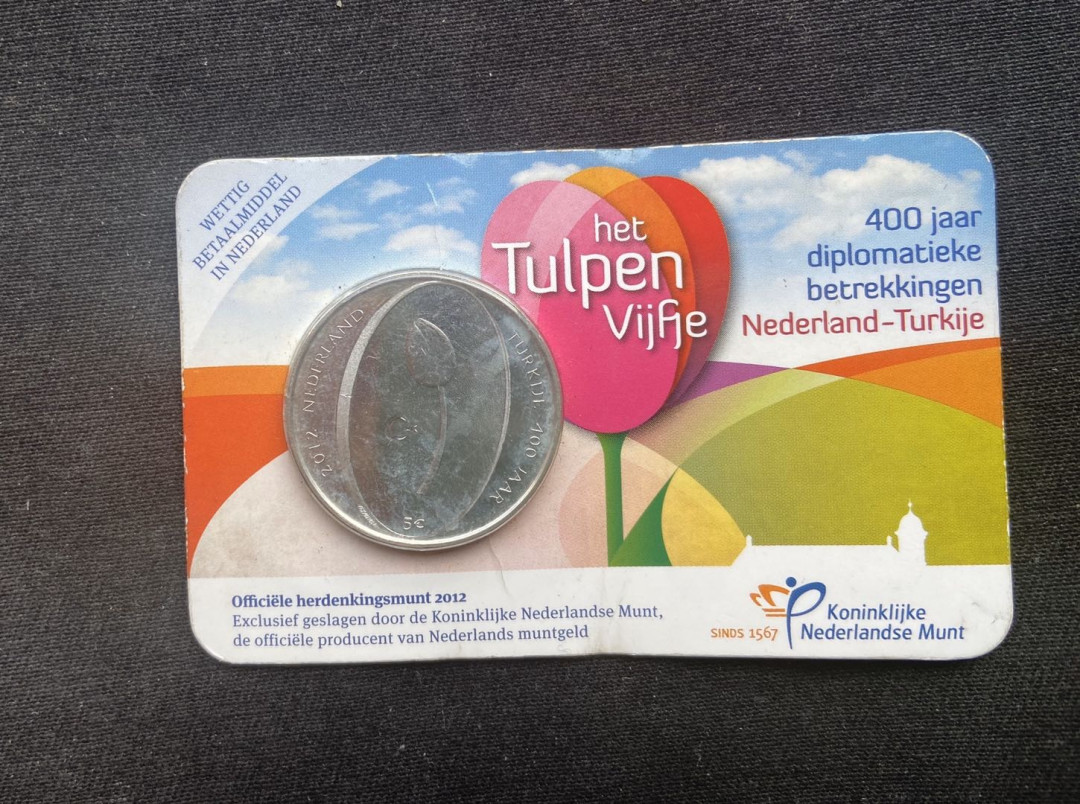 WETTIG
BETAALMIDDEL
IN NEDERLAND
het
Tulpen
Vijfje
400 jaar
diplomatieke
betrekkingen
Nederland-Turkije
2012 NEDERLAND
TURKIJE 400 JAAR
5€
Officiële herdenkingsmunt 2012
Exclusief geslagen door de Koninklijke Nederlandse Munt,
de officiële producent van Nederlands muntgeld
SINDS 1567
Koninklijke
Nederlandse Munt